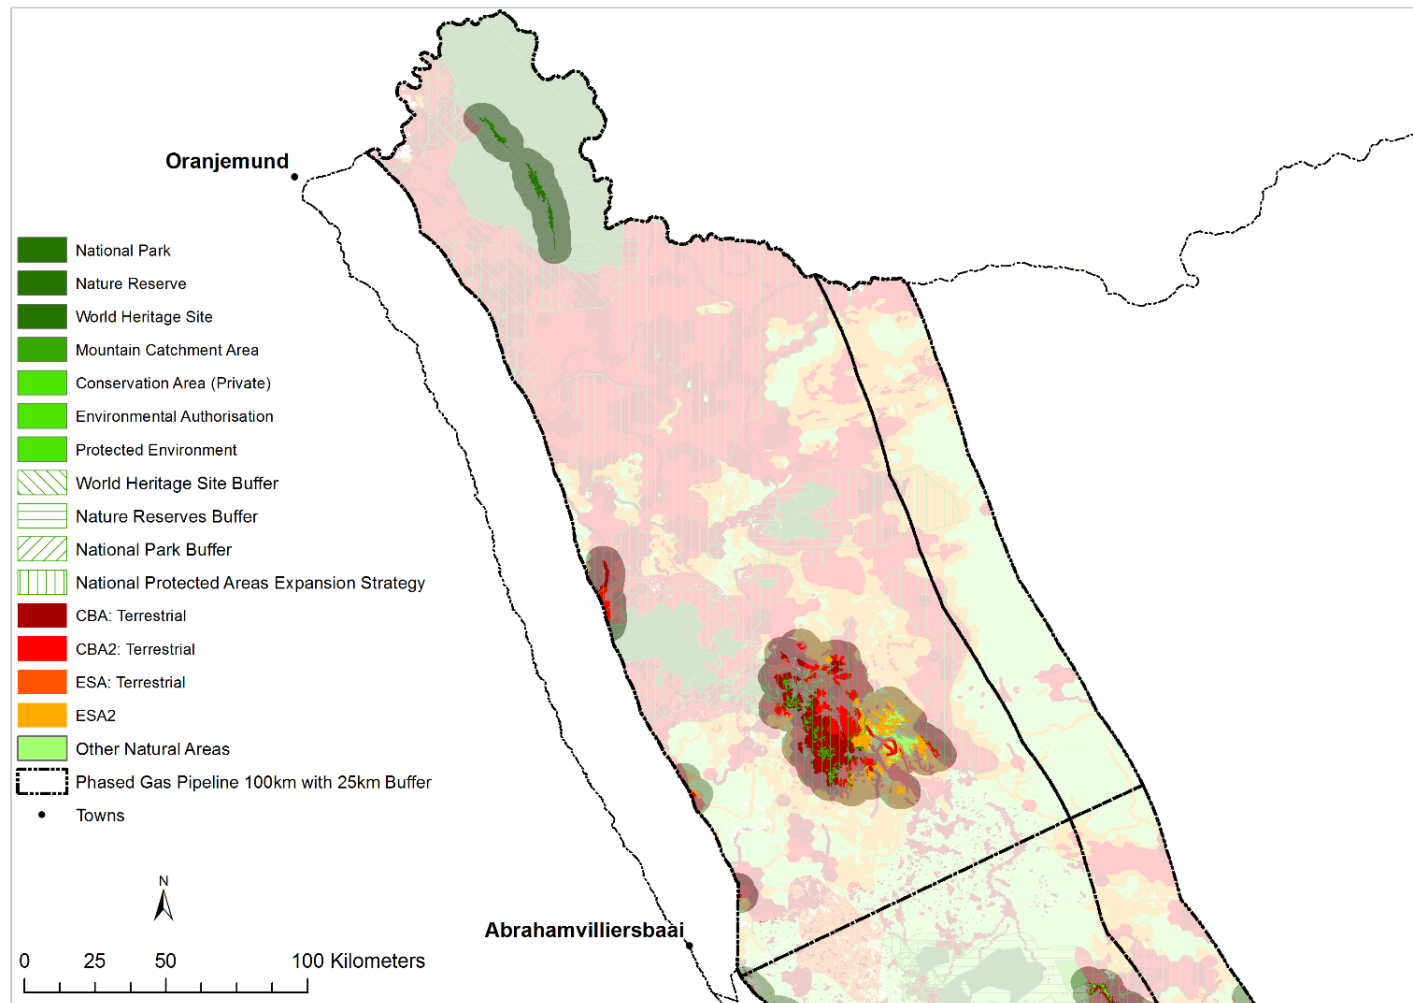 Oranjemund
National Park
Nature Reserve
World Heritage Site
Mountain Catchment Area
Conservation Area (Private)
Environmental Authorisation
Protected Environment
World Heritage Site Buffer
Nature Reserves Buffer
National Park Buffer
National Protected Areas Expansion Strategy
CBA: Terrestrial
CBA2: Terrestrial
ESA: Terrestrial
ESA2
Other Natural Areas
Phased Gas Pipeline 100km with 25km Buffer
Towns
N
Abrahamvilliersbaai
0 25 50 100 Kilometers